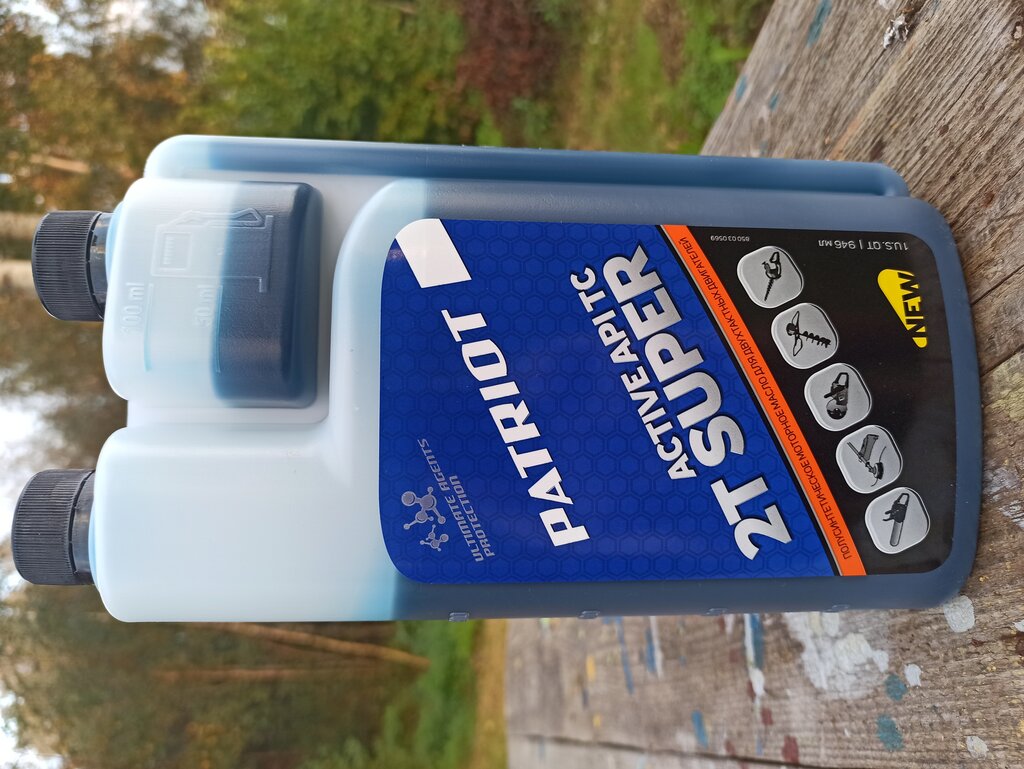 100 ml
50 ml
ULTIMATE AGENTS
PROTECTION
PATRIOT
ACTIVE API TC
2T SUPER
ПОЛУСИНТЕТИЧЕСКОЕ МОТОРНОЕ МАСЛО ДЛЯ ДВУХТАКТНЫХ ДВИГАТЕЛЕЙ
850 03 0569
NEW
1 U.S. QT | 946 мл